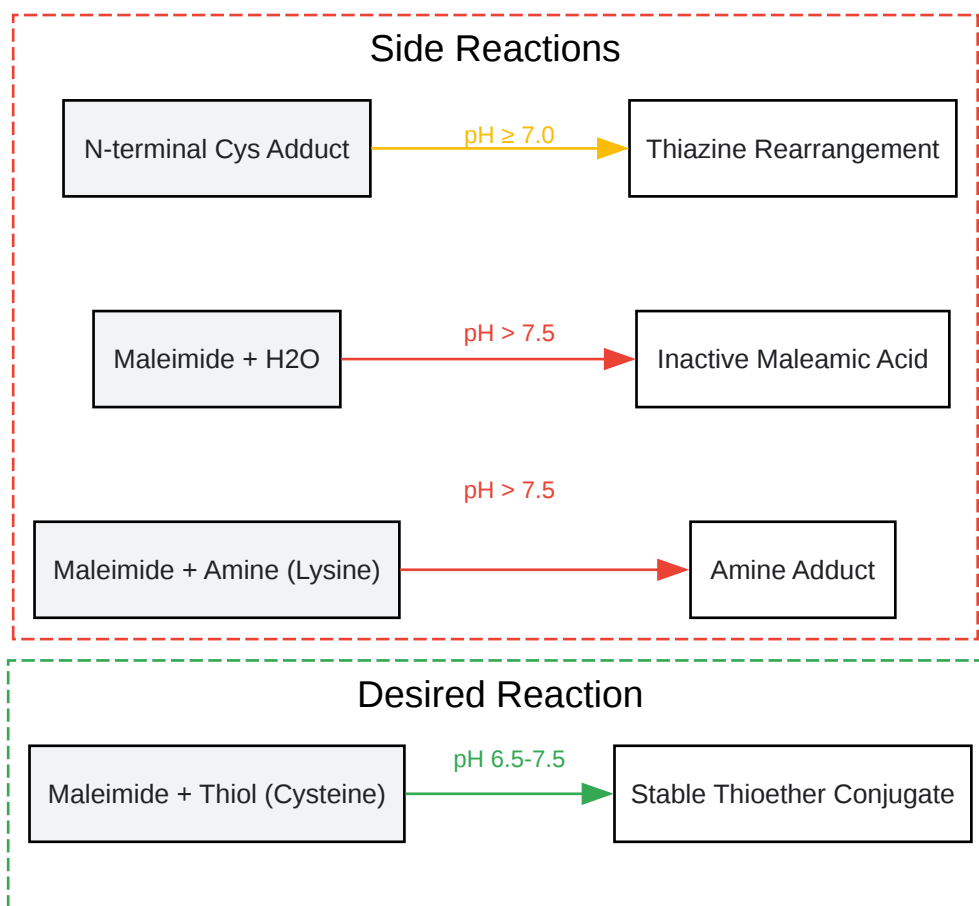 Side Reactions
N-terminal Cys Adduct
pH ≥ 7.0
Thiazine Rearrangement
Maleimide + H2O
pH > 7.5
Inactive Maleamic Acid
pH > 7.5
Maleimide + Amine (Lysine)
Amine Adduct
Desired Reaction
Maleimide + Thiol (Cysteine)
pH 6.5-7.5
Stable Thioether Conjugate